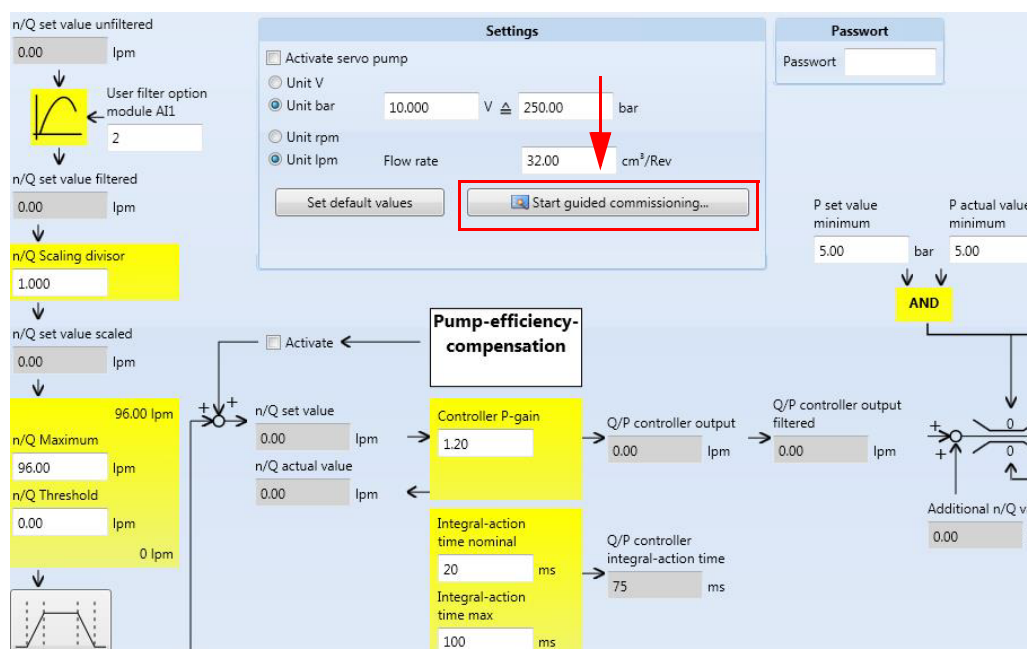 n/Q set value unfiltered
0.00 lpm
User filter option
module AI1
2
n/Q set value filtered
0.00 lpm
n/Q Scaling divisor
1.000
n/Q set value scaled
0.00 lpm
96.00 lpm
n/Q Maximum
96.00 lpm
n/Q Threshold
0.00 lpm
0 lpm
Settings
Activate servo pump
Unit V
Unit bar 10.000 V ≙ 250.00 bar
Unit rpm
Unit lpm Flow rate 32.00 cm³/Rev
Set default values Start guided commissioning...
Passwort
Passwort
P set value
minimum
5.00 bar
P actual value
minimum
5.00
AND
Activate
Pump-efficiency-
compensation
+ +
n/Q set value
0.00 lpm
n/Q actual value
0.00 lpm
Controller P-gain
1.20
Q/P controller output
0.00 lpm
Q/P controller output
filtered
0.00 lpm
+
+
0
0
Additional n/Q v
0.00
Integral-action
time nominal
20 ms
Integral-action
time max
100 ms
Q/P controller
integral-action time
75 ms